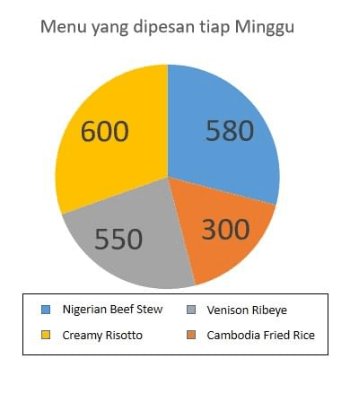 Menu yang dipesan tiap Minggu
600 580
550 300
Nigerian Beef Stew Venison Ribeye
Creamy Risotto Cambodia Fried Rice